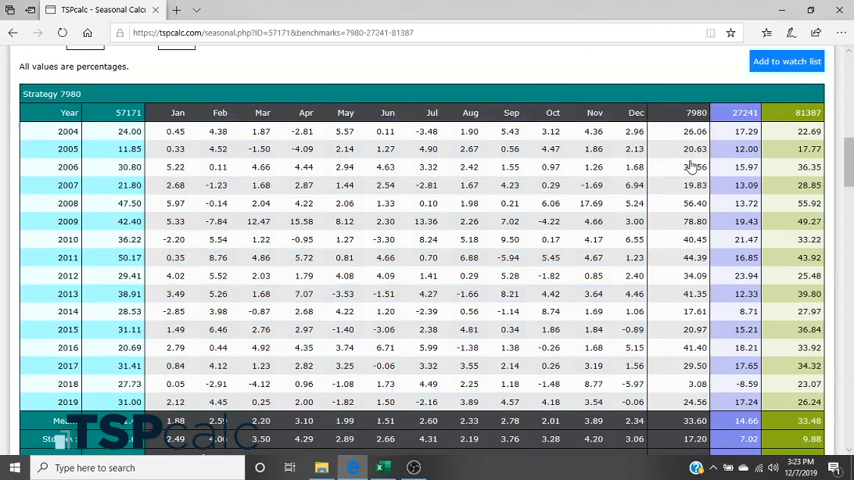 TSPcalc - Seasonal Calcu
https://tspcalc.com/seasonal.php?ID=57171&benchmarks=7980-27241-81387
All values are percentages.
Add to watch list
Strategy 7980
Year 57171 Jan Feb Mar Apr May Jun Jul Aug Sep Oct Nov Dec 7980 27241 81387
2004 24.00 0.45 4.38 1.87 -2.81 5.57 0.11 -3.48 1.90 5.43 3.12 4.36 2.96 26.06 17.29 22.69
2005 11.85 0.33 4.52 -1.50 -4.09 2.14 1.27 4.90 2.67 0.56 4.47 1.86 2.13 20.63 12.00 17.77
2006 30.80 5.22 0.11 4.66 4.44 2.94 4.63 3.32 2.42 1.55 0.97 1.26 1.68 15.97 36.35
2007 21.80 2.68 -1.23 1.68 2.87 1.44 2.54 -2.81 1.67 4.23 0.29 -1.69 6.94 19.83 13.09 28.85
2008 47.50 5.97 -0.14 2.04 4.22 2.06 1.33 0.10 1.98 0.21 6.06 17.69 5.24 56.40 13.72 55.92
2009 42.40 5.33 -7.84 12.47 15.58 8.12 2.30 13.36 2.26 7.02 -4.22 4.66 3.00 78.80 19.43 49.27
2010 36.22 -2.20 5.54 1.22 -0.95 1.27 -3.30 8.24 5.18 9.50 0.17 4.17 6.55 40.45 21.47 33.22
2011 50.17 0.35 8.76 4.86 5.72 0.81 4.66 0.70 6.88 -5.94 5.45 4.67 1.23 44.39 16.85 43.92
2012 29.41 4.02 5.52 2.03 1.79 4.08 4.09 1.41 0.29 5.28 -1.82 0.85 2.40 34.09 23.94 25.48
2013 38.91 3.49 5.26 1.68 7.07 -3.53 -1.51 4.27 -1.66 8.21 4.42 3.64 4.46 41.35 12.33 39.80
2014 28.53 -2.85 3.98 -0.87 2.68 4.22 1.20 -2.39 0.56 -1.14 8.74 1.69 1.06 17.61 8.71 27.97
2015 31.11 1.49 6.46 2.76 2.97 -1.40 -3.06 2.38 4.81 0.34 1.86 1.84 -0.89 20.97 15.21 36.84
2016 20.69 2.79 0.44 4.92 4.35 3.74 6.71 5.99 -1.38 1.38 -0.26 1.68 5.15 41.40 18.21 33.92
2017 31.41 0.84 4.12 1.23 2.82 3.25 -0.06 3.32 3.55 2.14 0.26 3.19 1.56 29.50 17.65 34.32
2018 27.73 0.05 -2.91 -4.12 0.96 -1.08 1.73 4.49 2.25 1.18 -1.48 8.77 -5.97 3.08 -8.59 23.07
2019 31.00 2.12 4.45 0.25 2.00 -1.82 1.50 -2.16 3.89 4.57 4.18 3.54 -0.06 24.56 17.24 26.24
1.88 2.20 3.10 1.99 1.51 2.60 2.33 2.78 2.01 3.89 2.34 33.60 14.66 33.48
2.49 3.50 4.29 2.89 2.66 4.31 2.19 3.76 3.28 4.20 3.06 17.20 7.02 9.88
TSPcalc
Type here to search
3:23 PM
12/7/2019